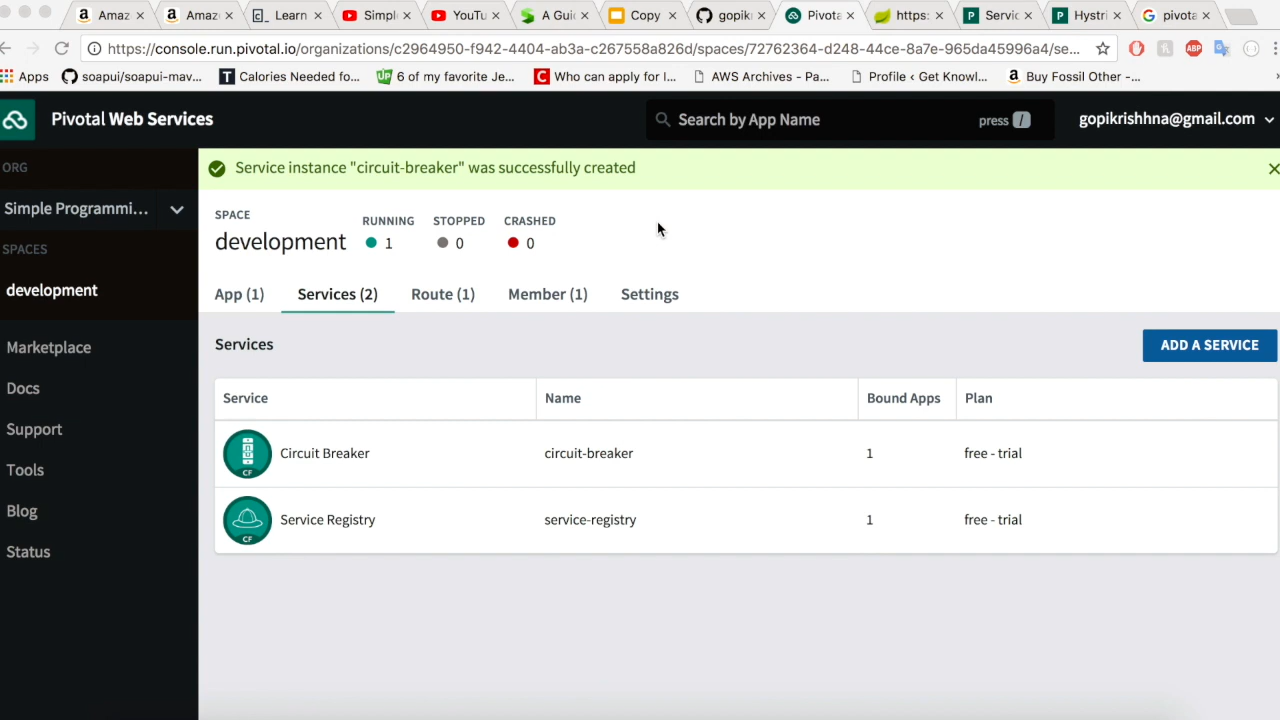 Amaz
Amaz
Learn
Simple
YouTu
A Guid
Copy
gopik
Pivota
https:
Servic
Hystri
pivota
https://console.run.pivotal.io/organizations/c2964950-f942-4404-ab3a-c267558a826d/spaces/72762364-d248-44ce-8a7e-965da45996a4/se...
ABP
Apps
soapui/soapui-mav...
Calories Needed fo...
6 of my favorite Je...
Who can apply for I...
AWS Archives - Pa...
Profile ‹ Get Knowl...
Buy Fossil Other -...
Pivotal Web Services
Search by App Name
press /
gopikrishhna@gmail.com
ORG
Service instance "circuit-breaker" was successfully created
Simple Programmi...
SPACES
development
Marketplace
Docs
Support
Tools
Blog
Status
SPACE
development
RUNNING
1
STOPPED
0
CRASHED
0
App (1)
Services (2)
Route (1)
Member (1)
Settings
Services
ADD A SERVICE
Service
Name
Bound Apps
Plan
CF
Circuit Breaker
circuit-breaker
1
free - trial
CF
Service Registry
service-registry
1
free - trial